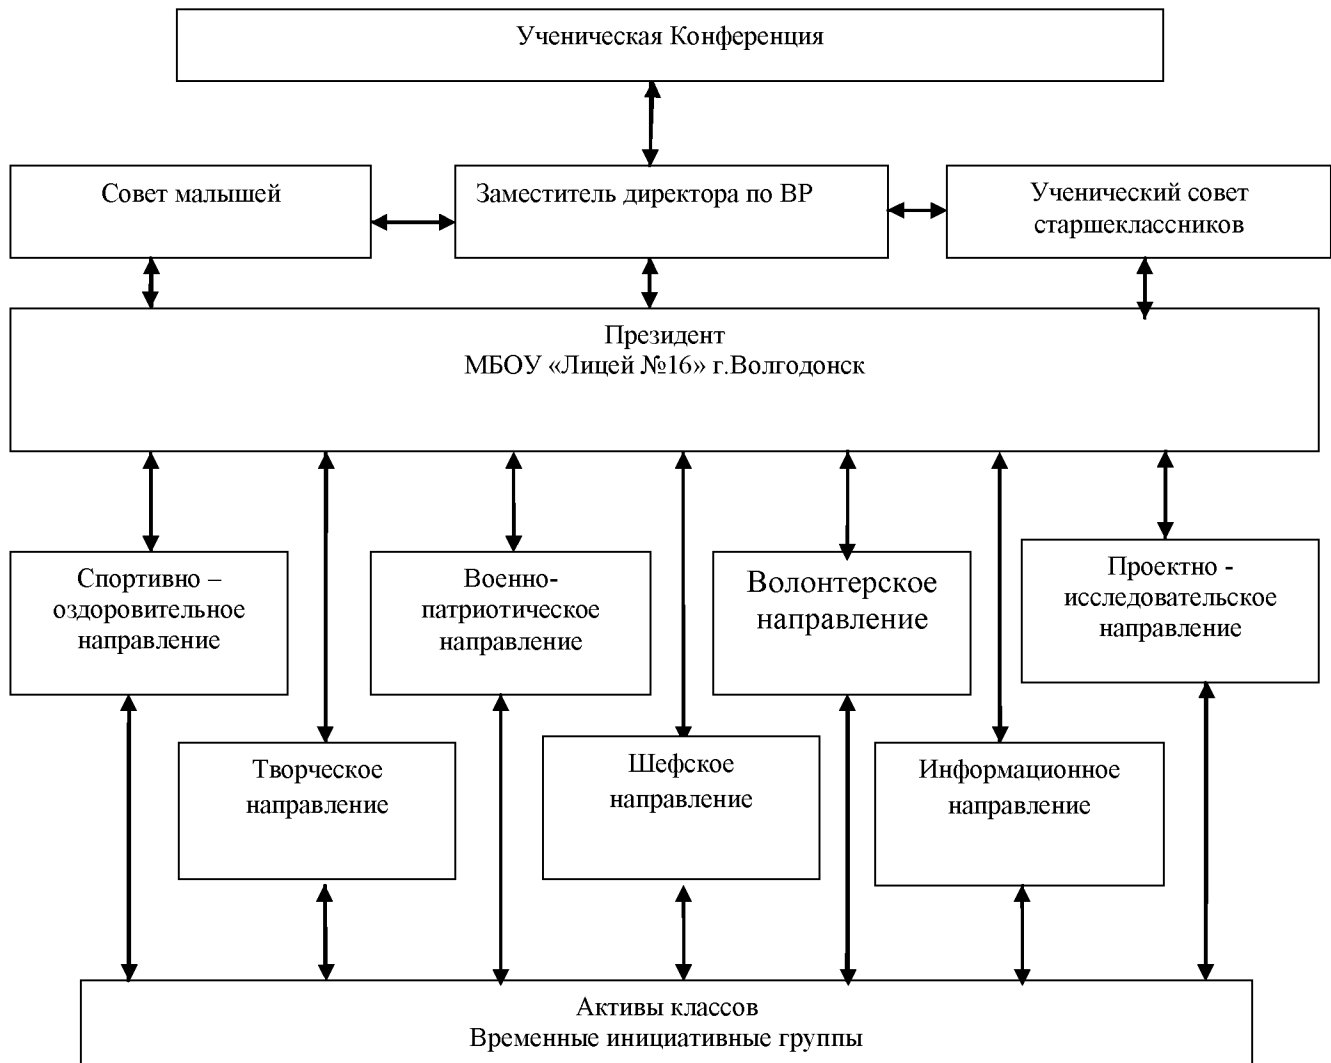 Ученическая Конференция
Совет малышей
Заместитель директора по ВР
Ученический совет
старшеклассников
Президент
МБОУ «Лицей №16» г.Волгодонск
Спортивно –
оздоровительное
направление
Военно-
патриотическое
направление
Волонтерское
направление
Проектно -
исследовательское
направление
Творческое
направление
Шефское
направление
Информационное
направление
Активы классов
Временные инициативные группы